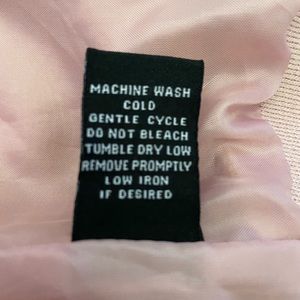 MACHINE WASH
COLD
GENTLE CYCLE
DO NOT BLEACH
TUMBLE DRY LOW
REMOVE PROMPTLY
LOW IRON
IF DESIRED